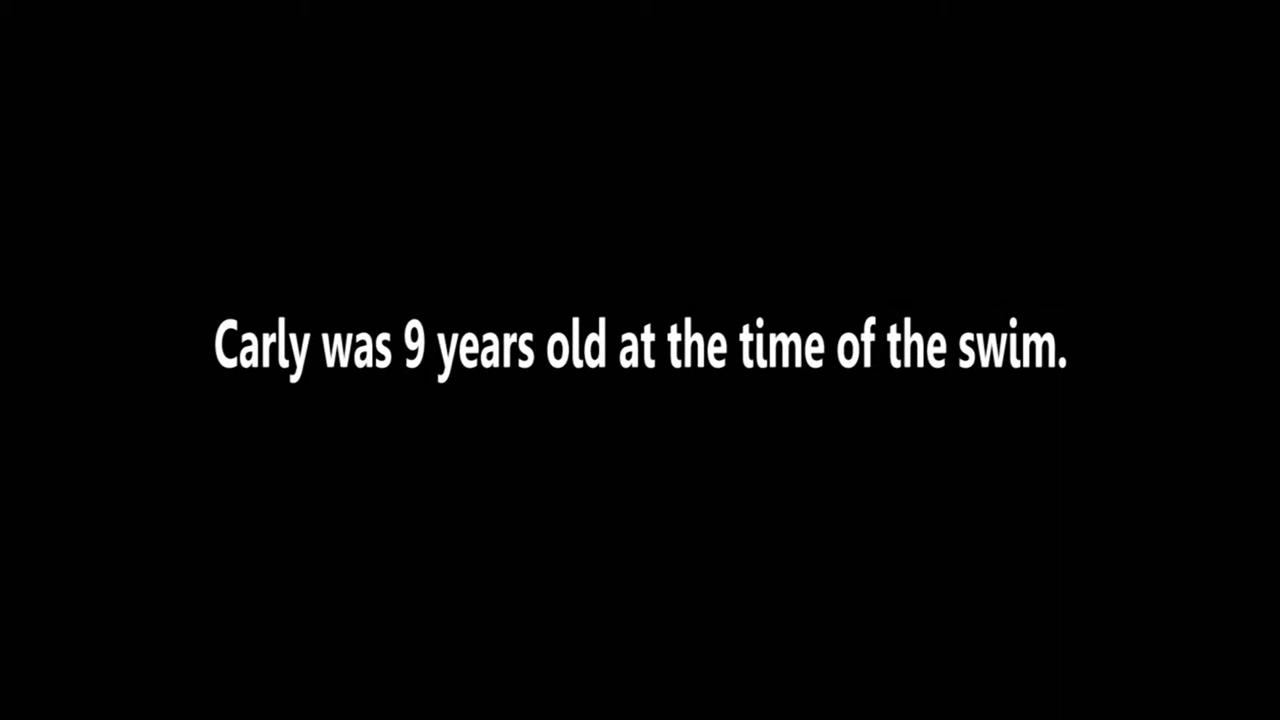 Carly was 9 years old at the time of the swim.